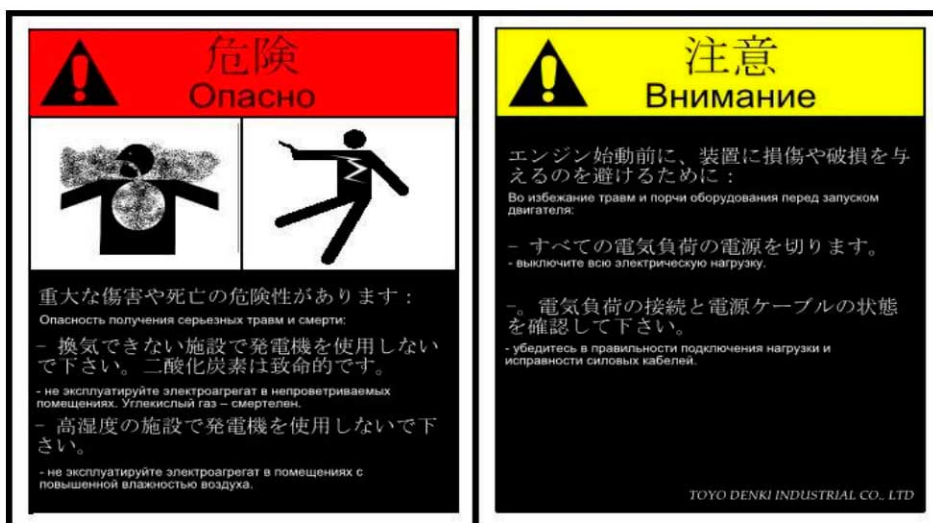 危険
Опасно
重大な傷害や死亡の危険性があります：
Опасность получения серьезных травм и смерти:
- 換気できない施設で発電機を使用しない
で下さい。二酸化炭素は致命的です。
- не эксплуатируйте электроагрегат в непроветриваемых
помещениях. Углекислый газ – смертелен.
- 高湿度の施設で発電機を使用しないで下
さい。
- не эксплуатируйте электроагрегат в помещениях с
повышенной влажностью воздуха.
注意
Внимание
エンジン始動前に、装置に損傷や破損を与
えるのを避けるために：
Во избежание травм и порчи оборудования перед запуском
двигателя:
- すべての電気負荷の電源を切ります。
- выключите всю электрическую нагрузку.
-。電気負荷の接続と電源ケーブルの状態
を確認して下さい。
- убедитесь в правильности подключения нагрузки и
исправности силовых кабелей.
TOYO DENKI INDUSTRIAL CO., LTD